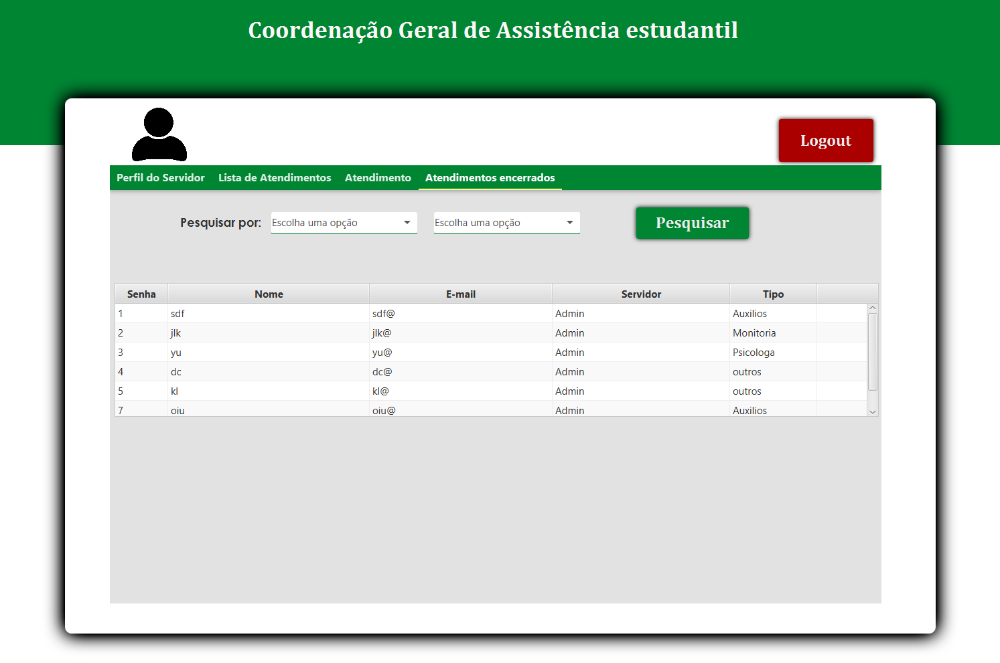 Coordenação Geral de Assistência estudantil
Logout
Perfil do Servidor Lista de Atendimentos Atendimento Atendimentos encerrados
Pesquisar por: Escolha uma opção Escolha uma opção Pesquisar
Senha Nome E-mail Servidor Tipo
1 sdf sdf@ Admin Auxilios
2 jlk jlk@ Admin Monitoria
3 yu yu@ Admin Psicologa
4 dc dc@ Admin outros
5 kl kl@ Admin outros
7 oiu oiu@ Admin Auxilios